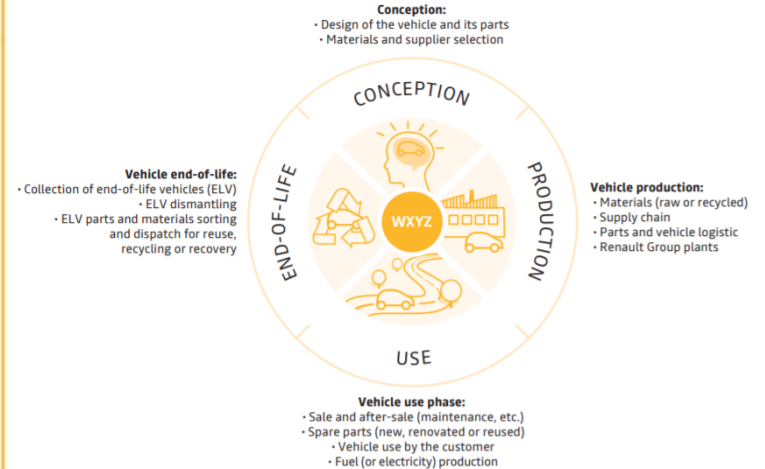 Conception:
· Design of the vehicle and its parts
· Materials and supplier selection
CONCEPTION
Vehicle end-of-life:
· Collection of end-of-life vehicles (ELV)
· ELV dismantling
· ELV parts and materials sorting
and dispatch for reuse,
recycling or recovery
END-OF-LIFE
WXYZ
PRODUCTION
Vehicle production:
· Materials (raw or recycled)
· Supply chain
· Parts and vehicle logistic
· Renault Group plants
USE
Vehicle use phase:
· Sale and after-sale (maintenance, etc.)
· Spare parts (new, renovated or reused)
· Vehicle use by the customer
· Fuel (or electricity) production